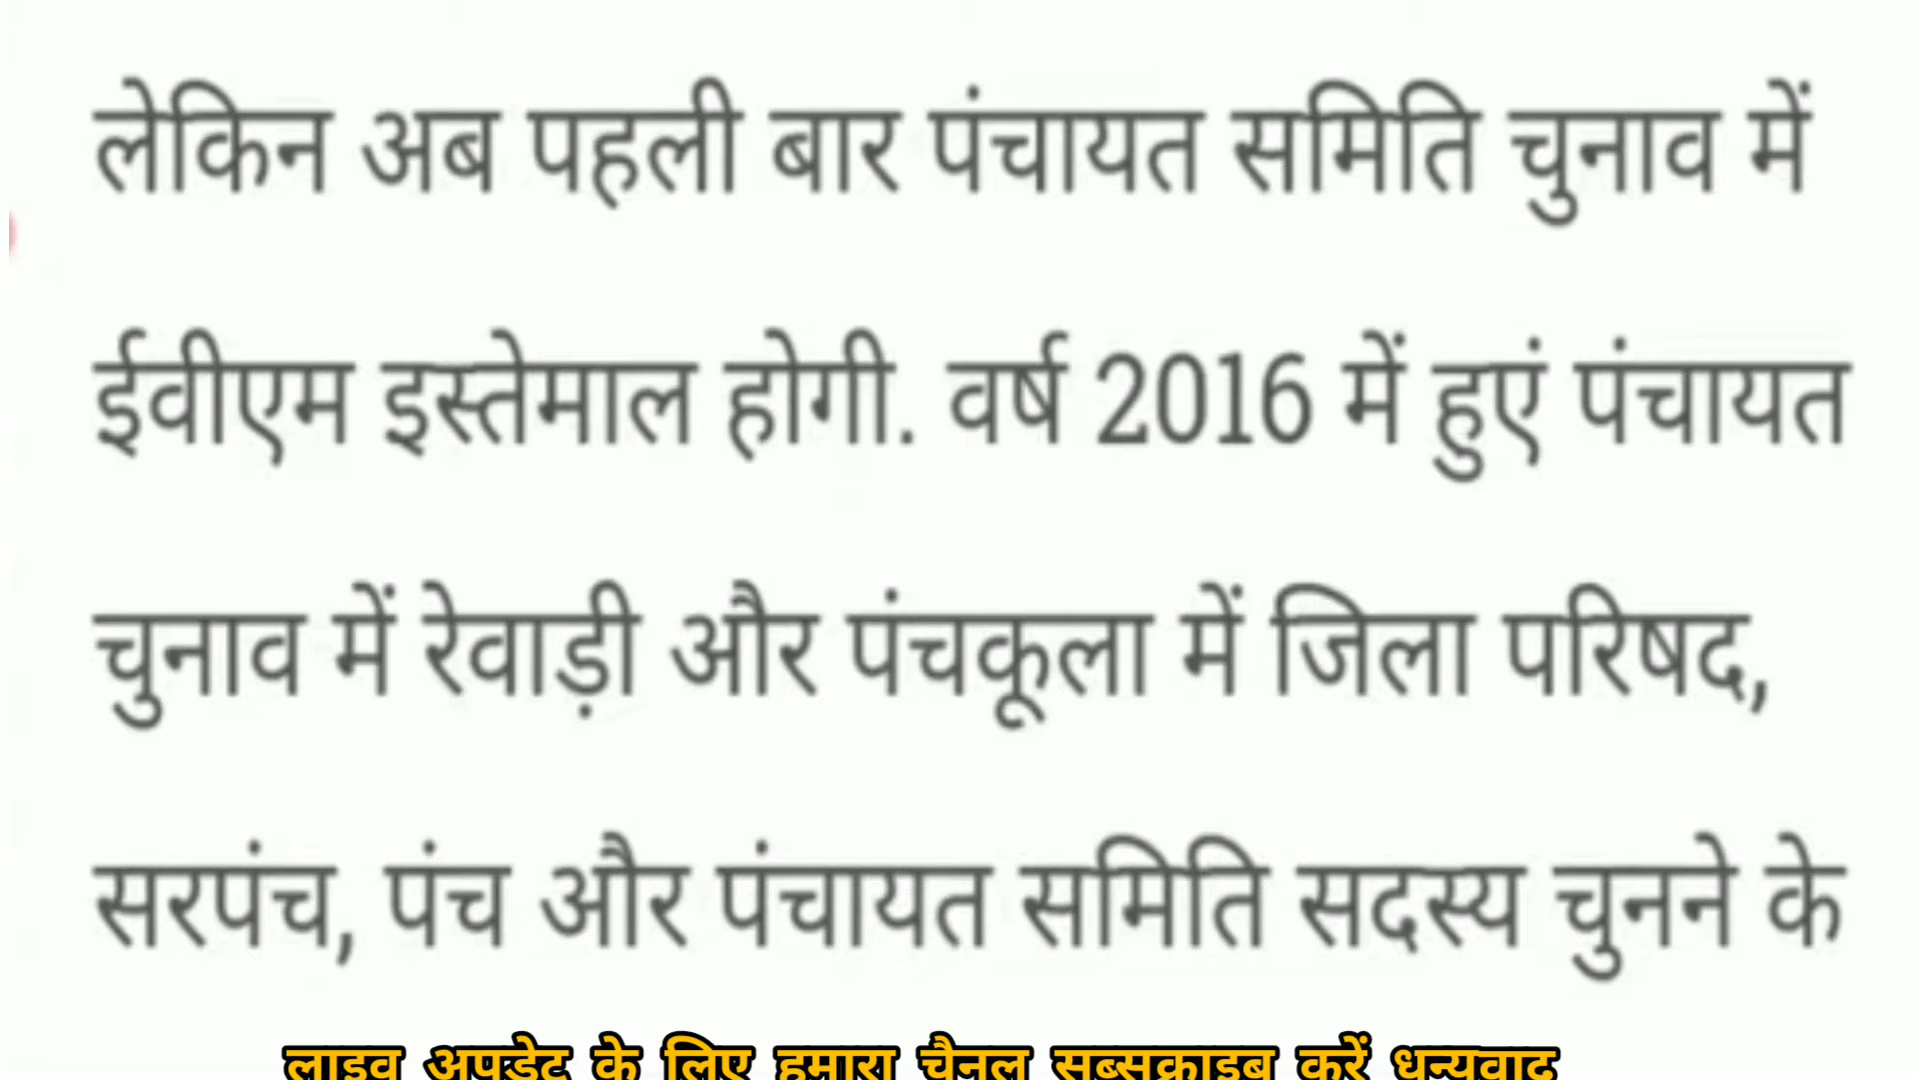 लेकिन अब पहली बार पंचायत समिति चुनाव में
ईवीएम इस्तेमाल होगी. वर्ष 2016 में हुएं पंचायत
चुनाव में रेवाड़ी और पंचकूला में जिला परिषद,
सरपंच, पंच और पंचायत समिति सदस्य चुनने के
लाइव अपडेट के लिए हमारा चैनल सब्सक्राइब करें धन्यवाद